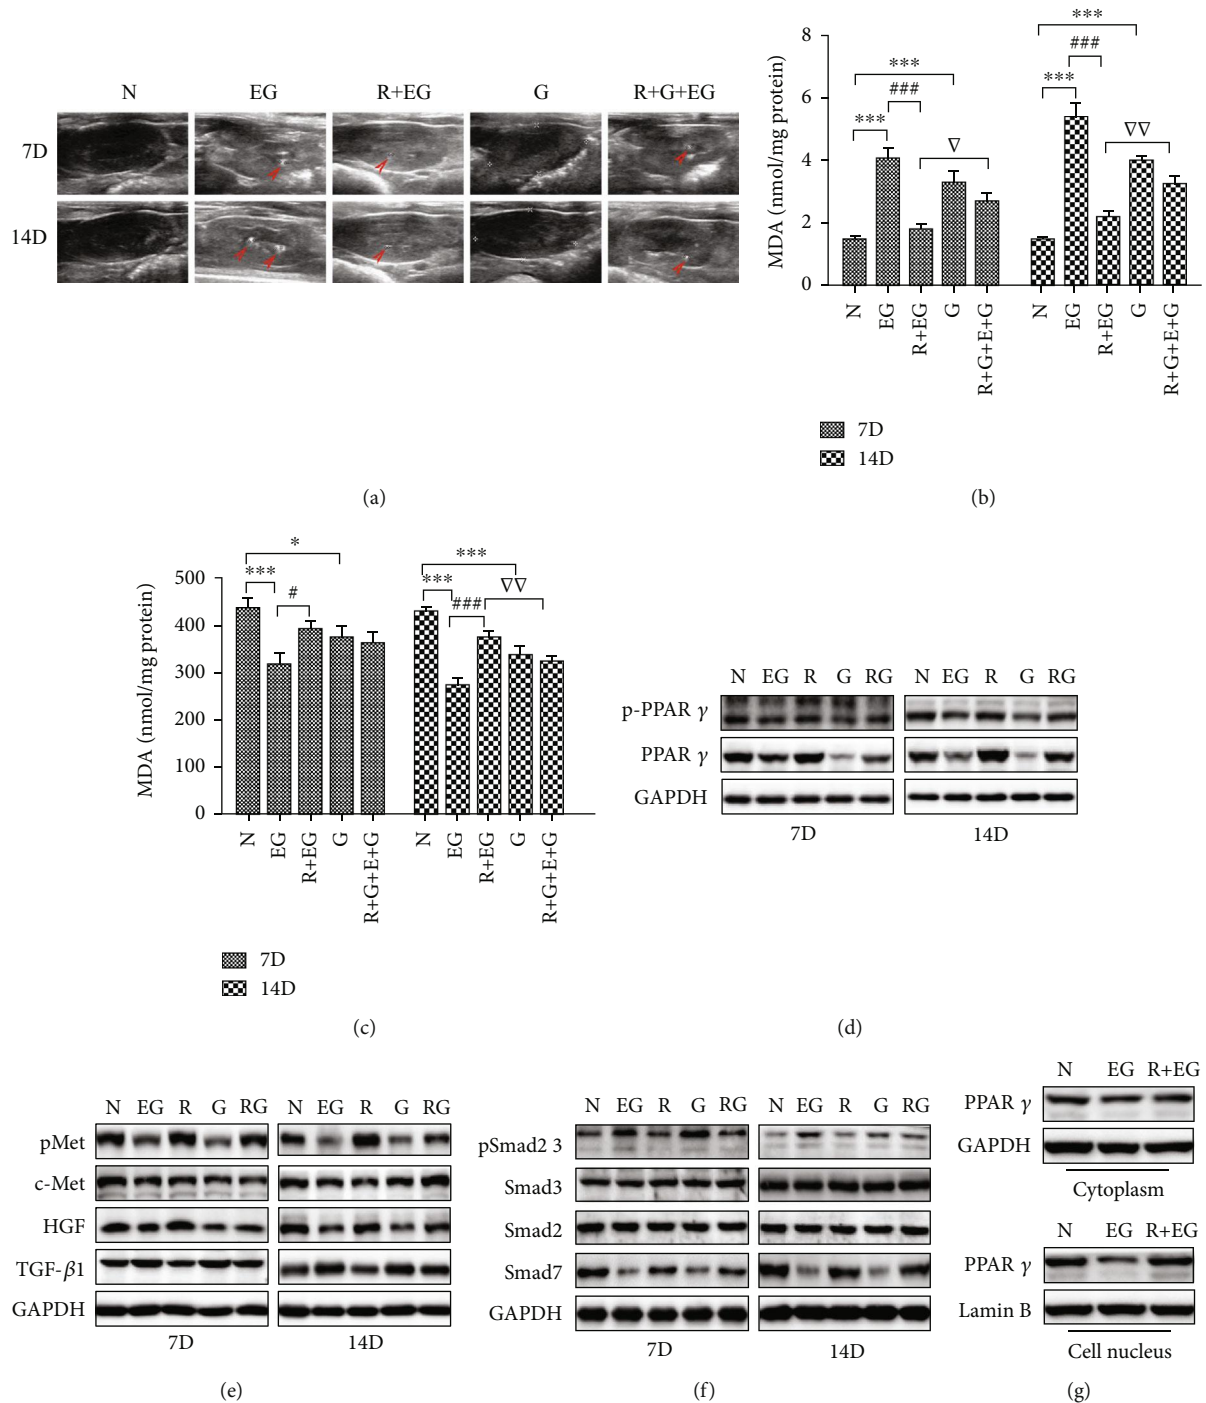 N EG R+EG G R+G+EG
7D
14D
MDA (nmol/mg protein)
8
6
4
2
0
*** ### *** ∇
*** ### *** ∇∇
N EG R+EG G R+G+E+G N EG R+EG G R+G+E+G
7D
14D
(a)
(b)
MDA (nmol/mg protein)
500
400
300
200
100
0
* *** #
*** *** ### ∇∇
N EG R+EG G R+G+E+G N EG R+EG G R+G+E+G
7D
14D
(c)
N EG R G RG N EG R G RG
p-PPAR γ
PPAR γ
GAPDH
7D 14D
(d)
N EG R G RG N EG R G RG
pMet
c-Met
HGF
TGF-β1
GAPDH
7D 14D
(e)
N EG R G RG N EG R G RG
pSmad2 3
Smad3
Smad2
Smad7
GAPDH
7D 14D
(f)
N EG R+EG
PPAR γ
GAPDH
Cytoplasm
N EG R+EG
PPAR γ
Lamin B
Cell nucleus
(g)